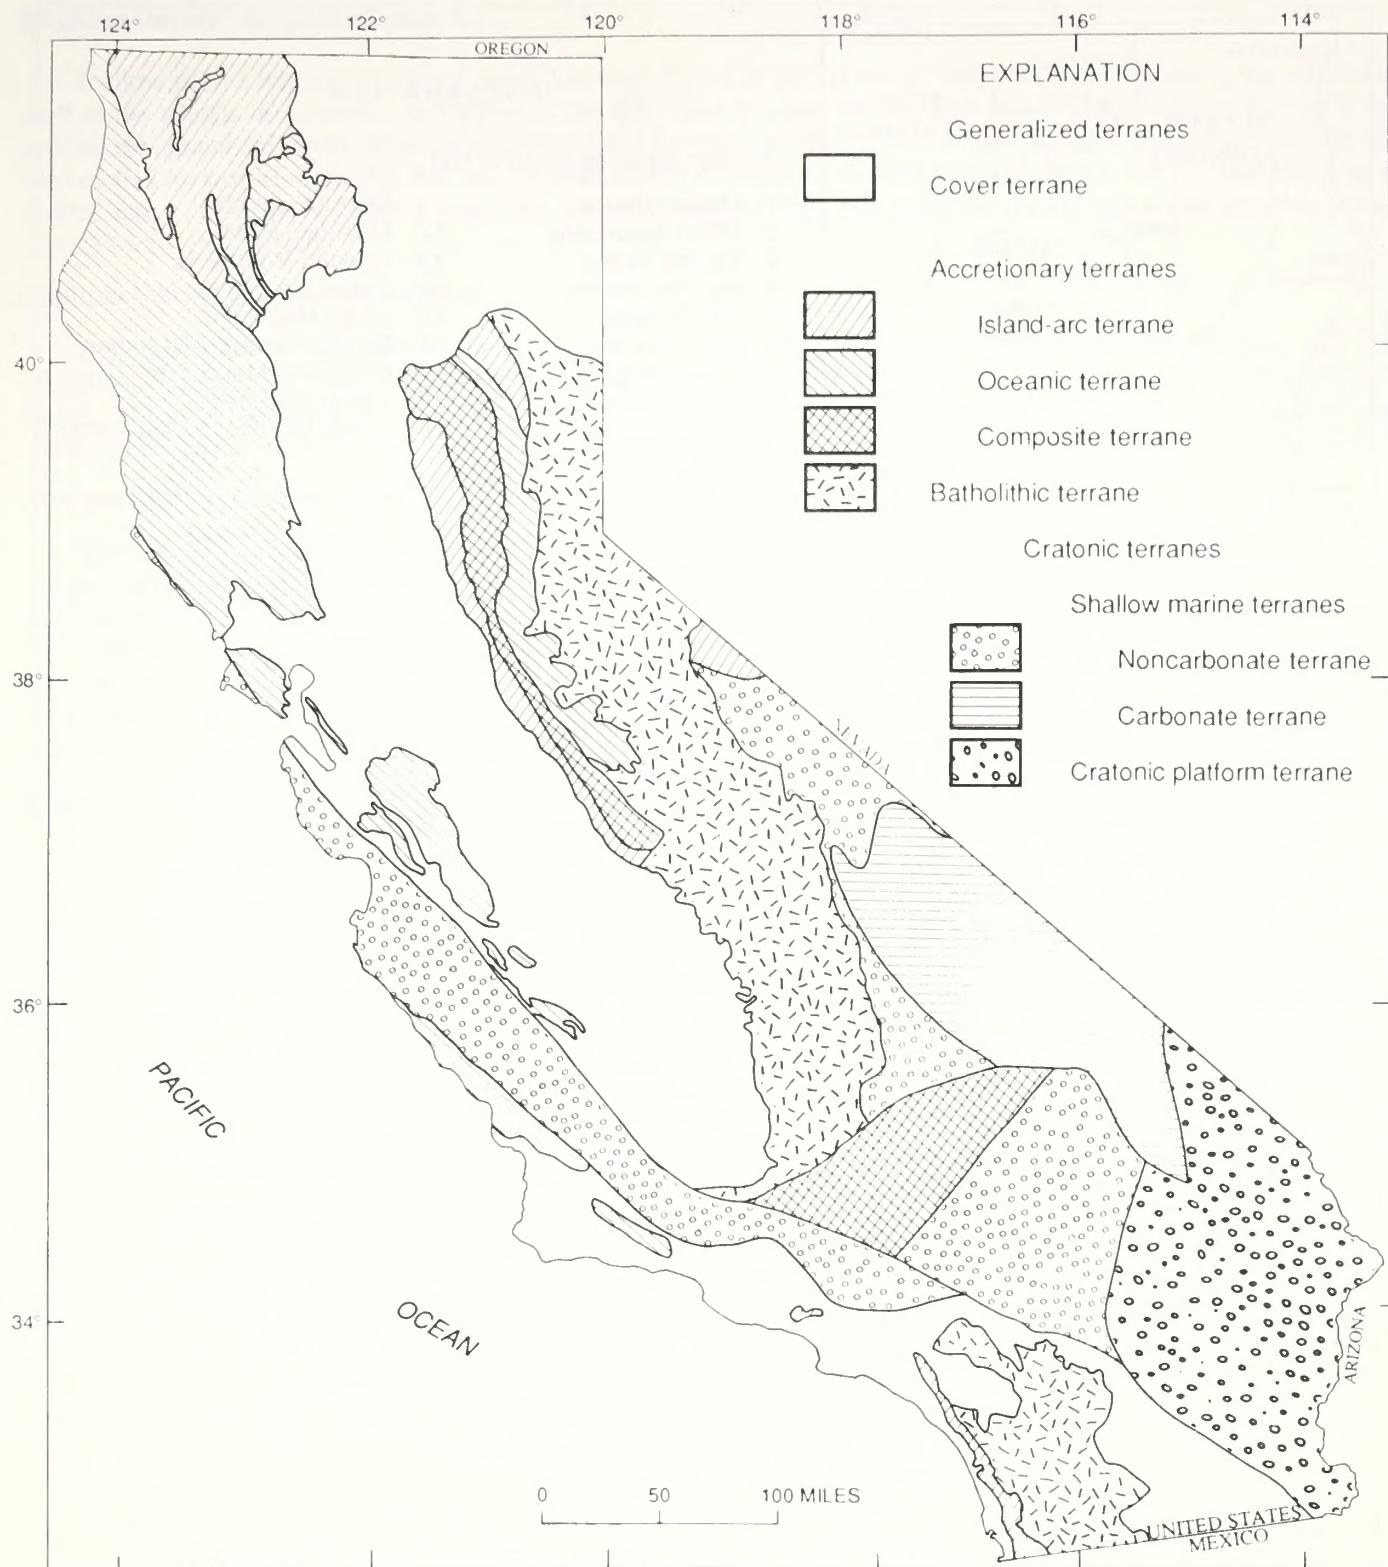 124° 122° 120° 118° 116° 114°
OREGON
EXPLANATION
Generalized terranes
Cover terrane
Accretionary terranes
Island-arc terrane
Oceanic terrane
Composite terrane
Batholithic terrane
Cratonic terranes
Shallow marine terranes
Noncarbonate terrane
Carbonate terrane
Cratonic platform terrane
40°
38°
NEVADA
36°
PACIFIC
34°
OCEAN
ARIZONA
0 50 100 MILES
UNITED STATES
MEXICO